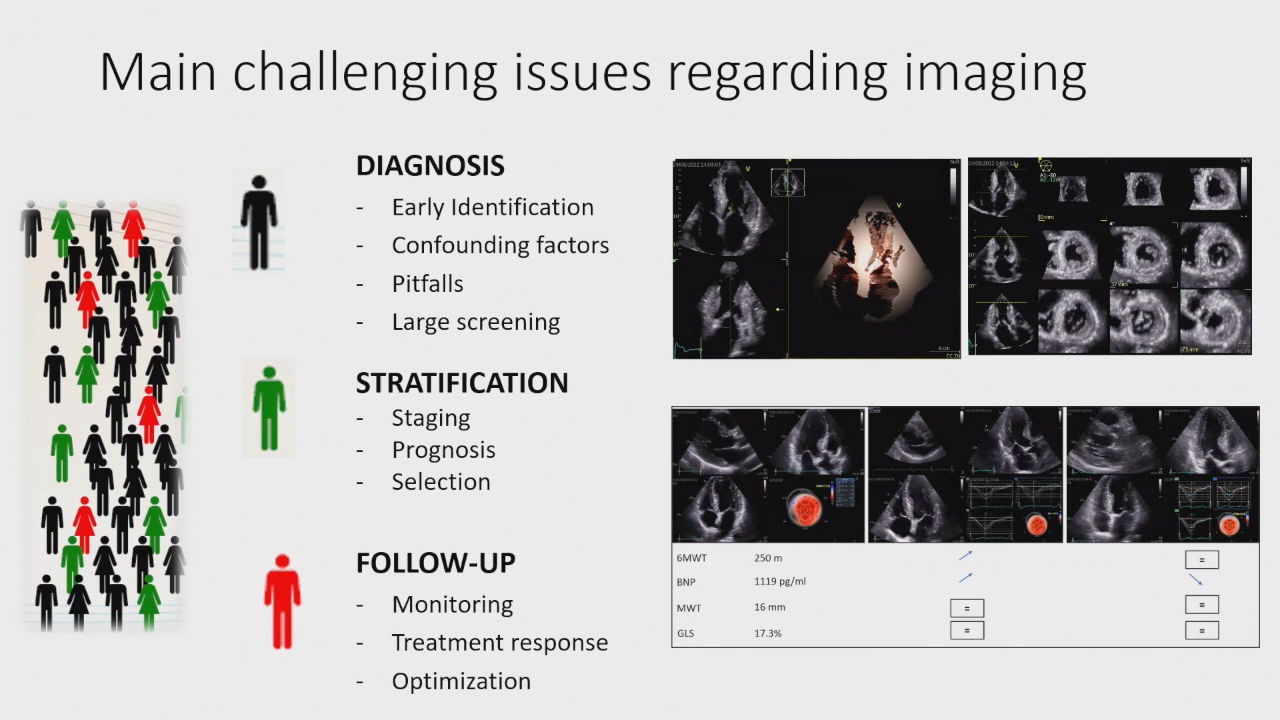 Main challenging issues regarding imaging
DIAGNOSIS
- Early Identification
- Confounding factors
- Pitfalls
- Large screening
STRATIFICATION
- Staging
- Prognosis
- Selection
FOLLOW-UP
- Monitoring
- Treatment response
- Optimization
6MWT 250 m =
BNP 1119 pg/ml
MWT 16 mm = =
GLS 17.3% = =